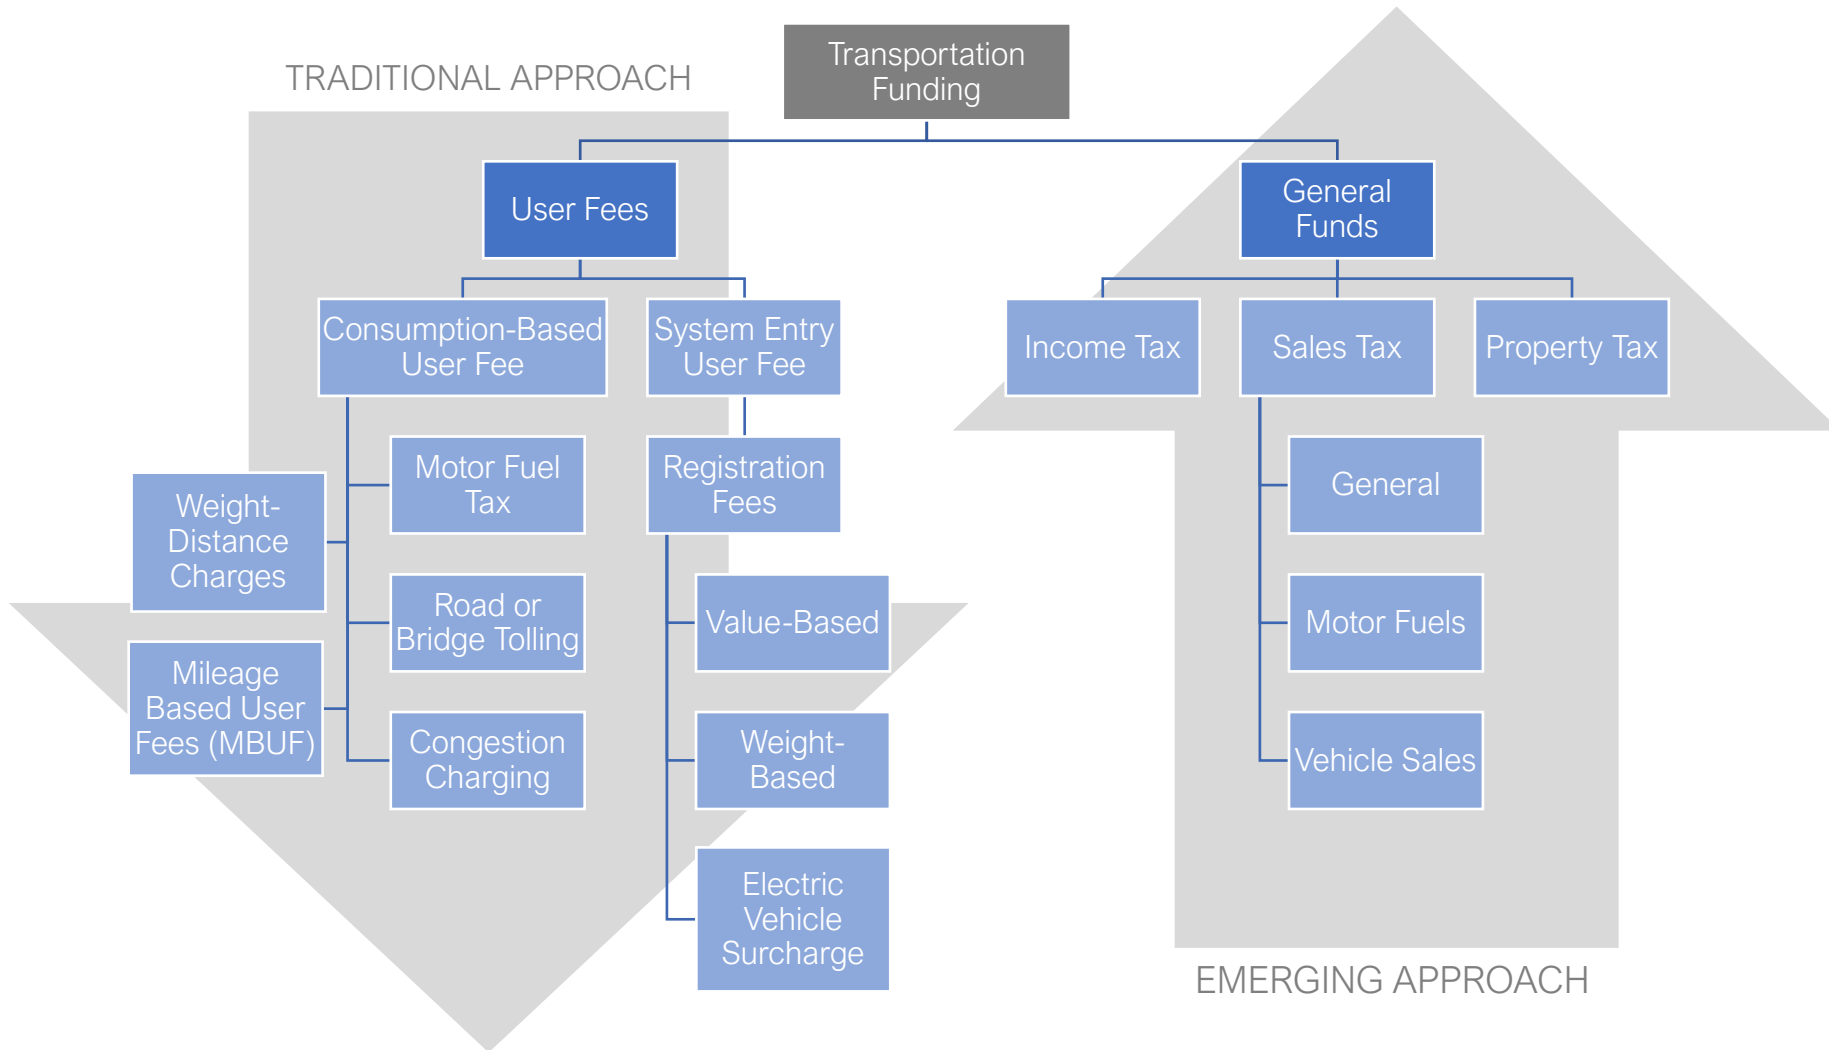 Transportation
Funding
TRADITIONAL APPROACH
User Fees
General
Funds
Consumption-Based
User Fee
System Entry
User Fee
Income Tax
Sales Tax
Property Tax
Motor Fuel
Tax
Registration
Fees
General
Weight-
Distance
Charges
Road or
Bridge Tolling
Value-Based
Motor Fuels
Mileage
Based User
Fees (MBUF)
Congestion
Charging
Weight-
Based
Vehicle Sales
Electric
Vehicle
Surcharge
EMERGING APPROACH